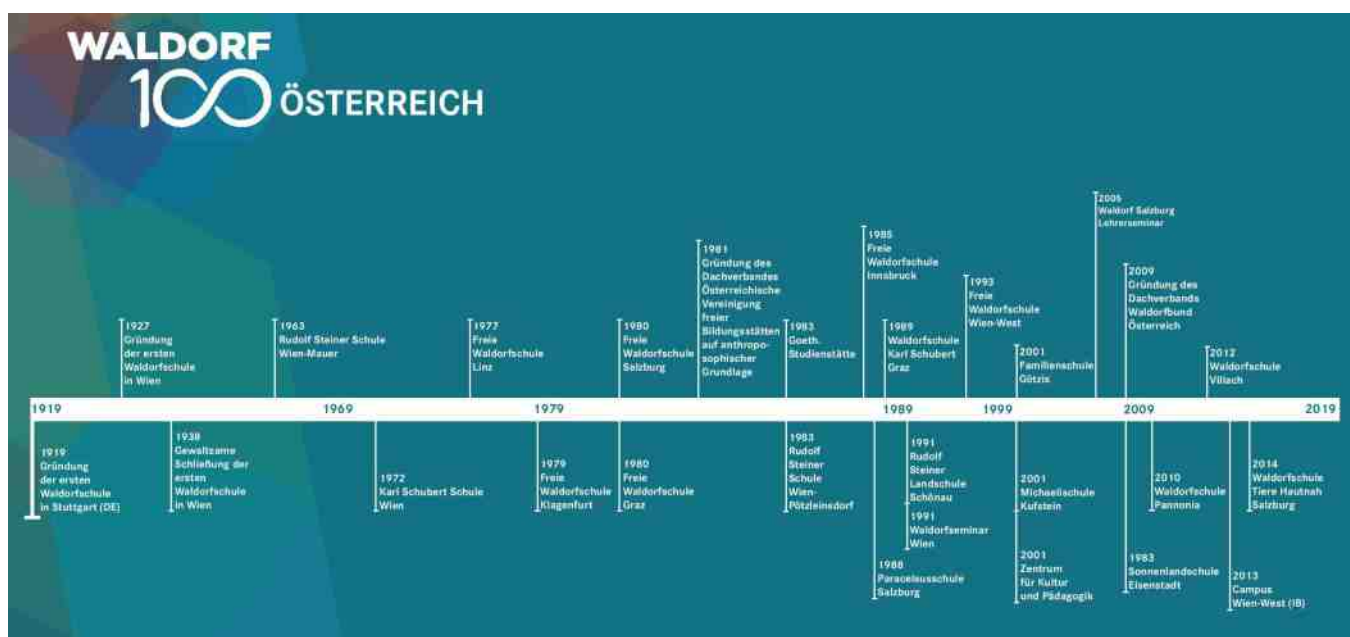 WALDORF
100 ÖSTERREICH
2005
Waldorf Salzburg
Lehrerseminar
1981
Gründung des
Dachverbandes
Österreichische
Vereinigung
freier
Bildungsstätten
auf anthropo-
sophischer
Grundlage
1985
Freie
Waldorfschule
Innsbruck
1993
Freie
Waldorfschule
Wien-West
2009
Gründung des
Dachverbands
Waldorfbund
Österreich
1927
Gründung
der ersten
Waldorfschule
in Wien
1963
Rudolf Steiner Schule
Wien-Mauer
1977
Freie
Waldorfschule
Linz
1980
Freie
Waldorfschule
Salzburg
1983
Goeth.
Studienstätte
1989
Waldorfschule
Karl Schubert
Graz
2001
Familienschule
Götzis
2012
Waldorfschule
Villach
1919 1969 1979 1989 1999 2009 2019
1919
Gründung
der ersten
Waldorfschule
in Stuttgart (DE)
1938
Gewaltsame
Schließung der
ersten
Waldorfschule
in Wien
1972
Karl Schubert Schule
Wien
1979
Freie
Waldorfschule
Klagenfurt
1980
Freie
Waldorfschule
Graz
1983
Rudolf
Steiner
Schule
Wien-
Pötzleinsdorf
1991
Rudolf
Steiner
Landschule
Schönau
1991
Waldorfseminar
Wien
1988
Paracelsusschule
Salzburg
2001
Michaelischule
Kufstein
2001
Zentrum
für Kultur
und Pädagogik
2010
Waldorfschule
Pannonia
1983
Sonnenlandschule
Eisenstadt
2014
Waldorfschule
Tiere Hautnah
Salzburg
2013
Campus
Wien-West (IB)